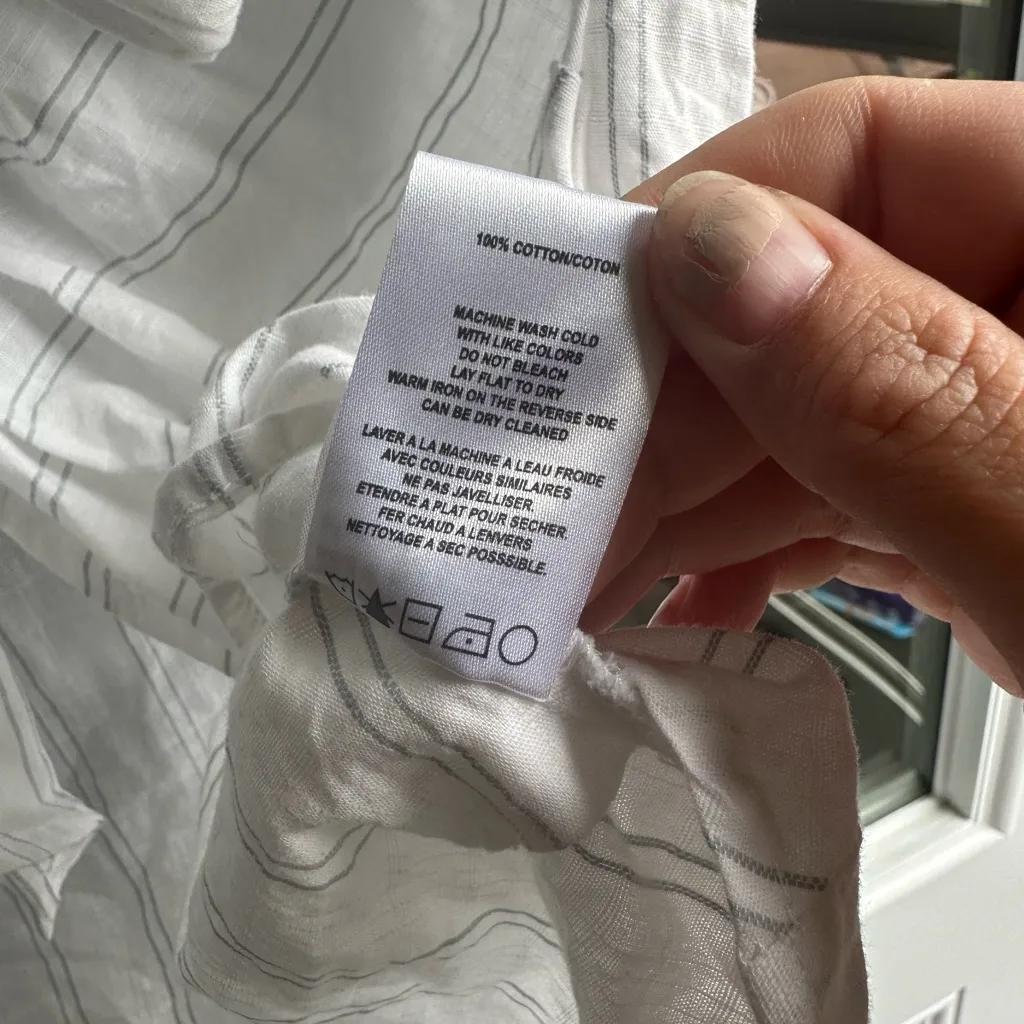 100% COTTON/COTON
MACHINE WASH COLD
WITH LIKE COLORS
DO NOT BLEACH
LAY FLAT TO DRY
WARM IRON ON THE REVERSE SIDE
CAN BE DRY CLEANED
LAVER A LA MACHINE A LEAU FROIDE
AVEC COULEURS SIMILAIRES
NE PAS JAVELLISER.
ETENDRE A PLAT POUR SECHER
FER CHAUD A LENVERS
NETTOYAGE A SEC POSSSIBLE.